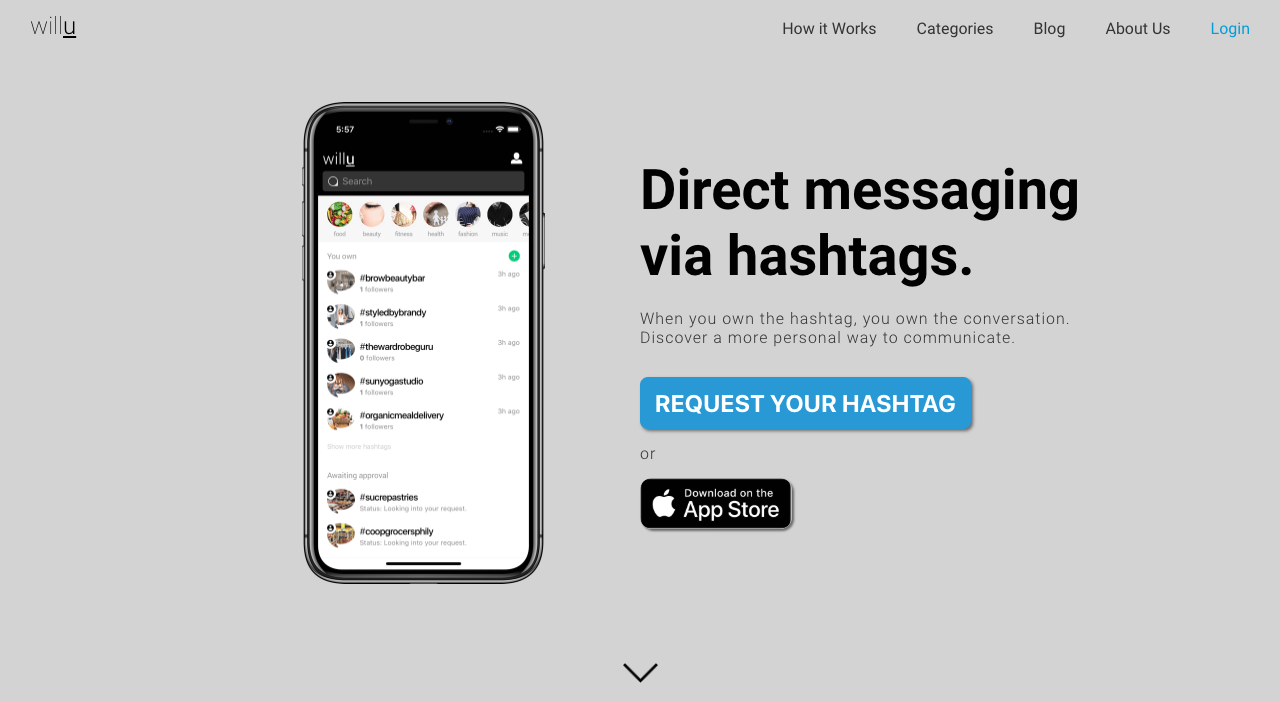 willu
How it Works
Categories
Blog
About Us
Login
5:57
willu
Search
food
beauty
fitness
health
fashion
music
You own
#browbeautybar
3h ago
1 followers
#styledbybrandy
3h ago
1 followers
#thewardrobeguru
3h ago
0 followers
#sunyogastudio
3h ago
1 followers
#organicmealdelivery
3h ago
1 followers
Show more hashtags
Awaiting approval
#sucrepastries
Status: Looking into your request.
#coopgrocersphily
Status: Looking into your request.
Direct messaging
via hashtags.
When you own the hashtag, you own the conversation.
Discover a more personal way to communicate.
REQUEST YOUR HASHTAG
or
Download on the
App Store